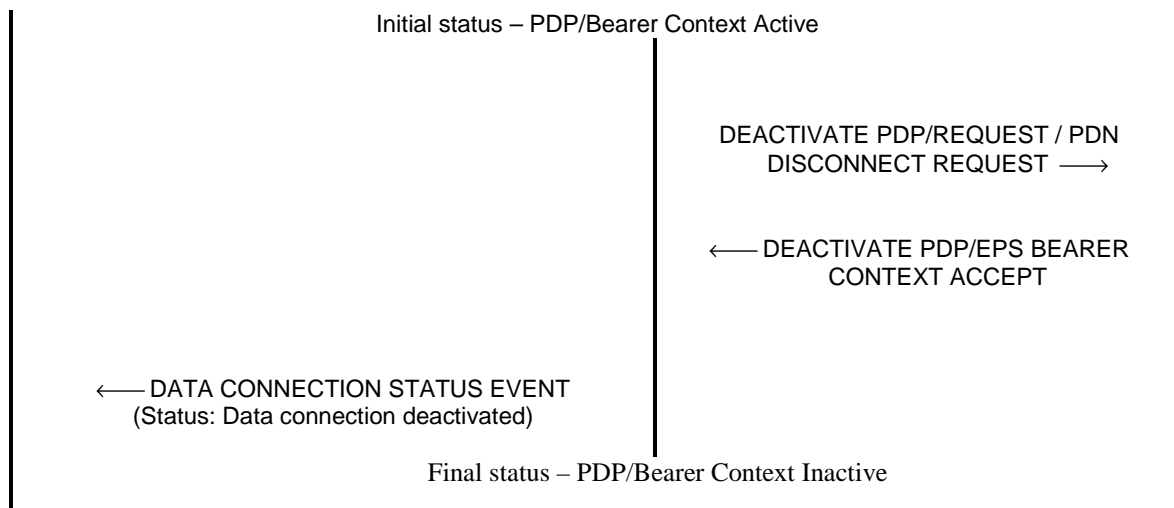 Initial status – PDP/Bearer Context Active
DEACTIVATE PDP/REQUEST / PDN
DISCONNECT REQUEST ⟶
⟵ DEACTIVATE PDP/EPS BEARER
CONTEXT ACCEPT
⟵ DATA CONNECTION STATUS EVENT
(Status: Data connection deactivated)
Final status – PDP/Bearer Context Inactive